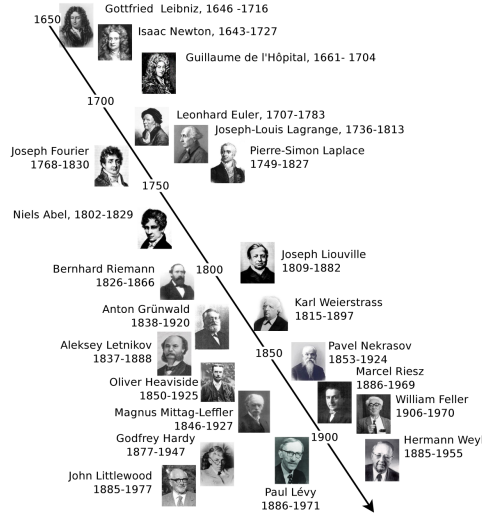 1650
Gottfried Leibniz, 1646 -1716
Isaac Newton, 1643-1727
Guillaume de l'Hôpital, 1661- 1704
1700
Leonhard Euler, 1707-1783
Joseph-Louis Lagrange, 1736-1813
Joseph Fourier
1768-1830
Pierre-Simon Laplace
1749-1827
1750
Niels Abel, 1802-1829
Joseph Liouville
1809-1882
Bernhard Riemann
1826-1866
1800
Anton Grünwald
1838-1920
Karl Weierstrass
1815-1897
Aleksey Letnikov
1837-1888
1850
Pavel Nekrasov
1853-1924
Oliver Heaviside
1850-1925
Marcel Riesz
1886-1969
Magnus Mittag-Leffler
1846-1927
William Feller
1906-1970
Godfrey Hardy
1877-1947
1900
Hermann Wey
1885-1955
John Littlewood
1885-1977
Paul Lévy
1886-1971